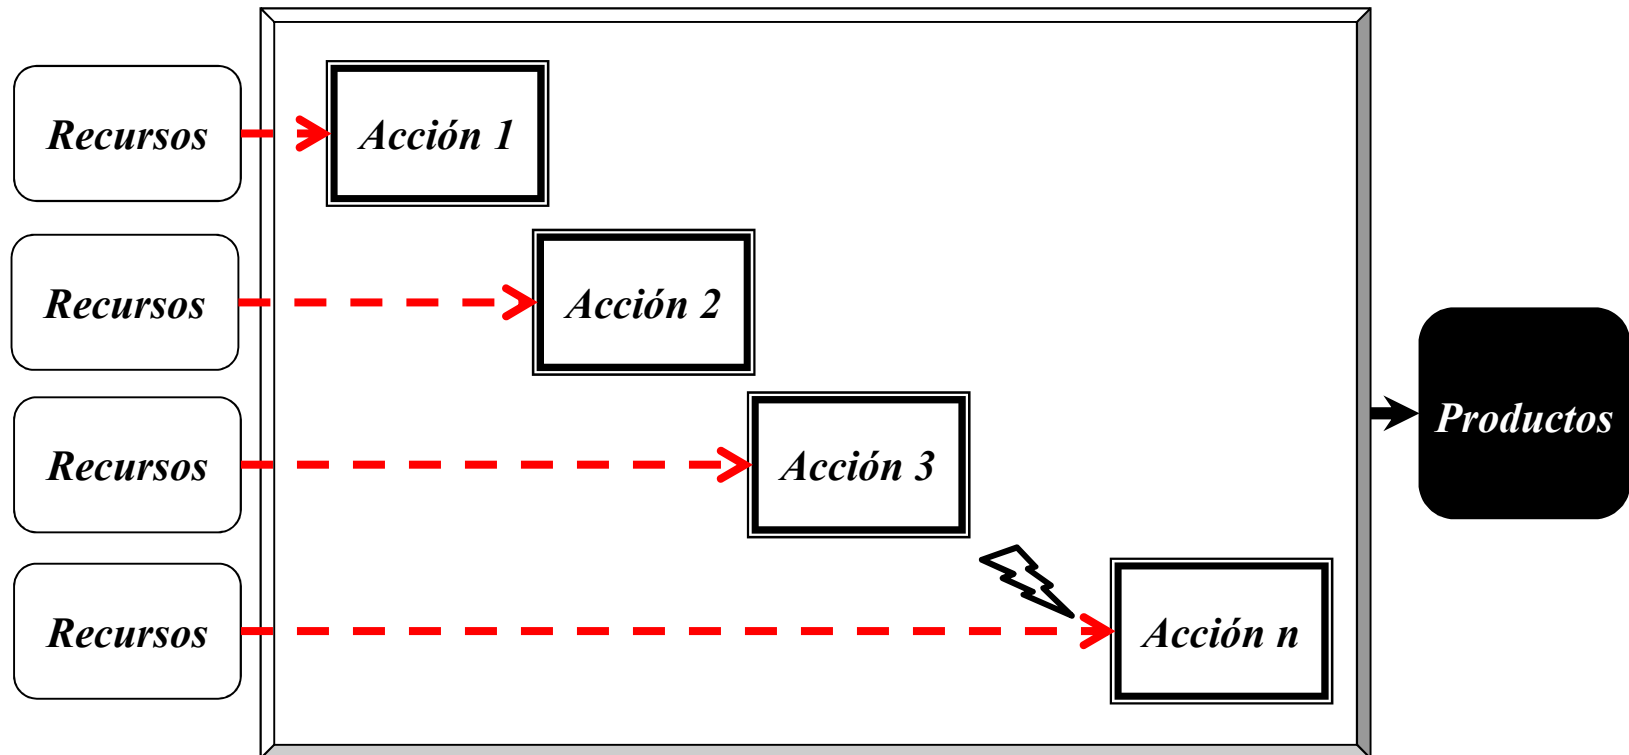 Recursos
Acción 1
Recursos
Acción 2
Recursos
Acción 3
Recursos
Acción n
Productos